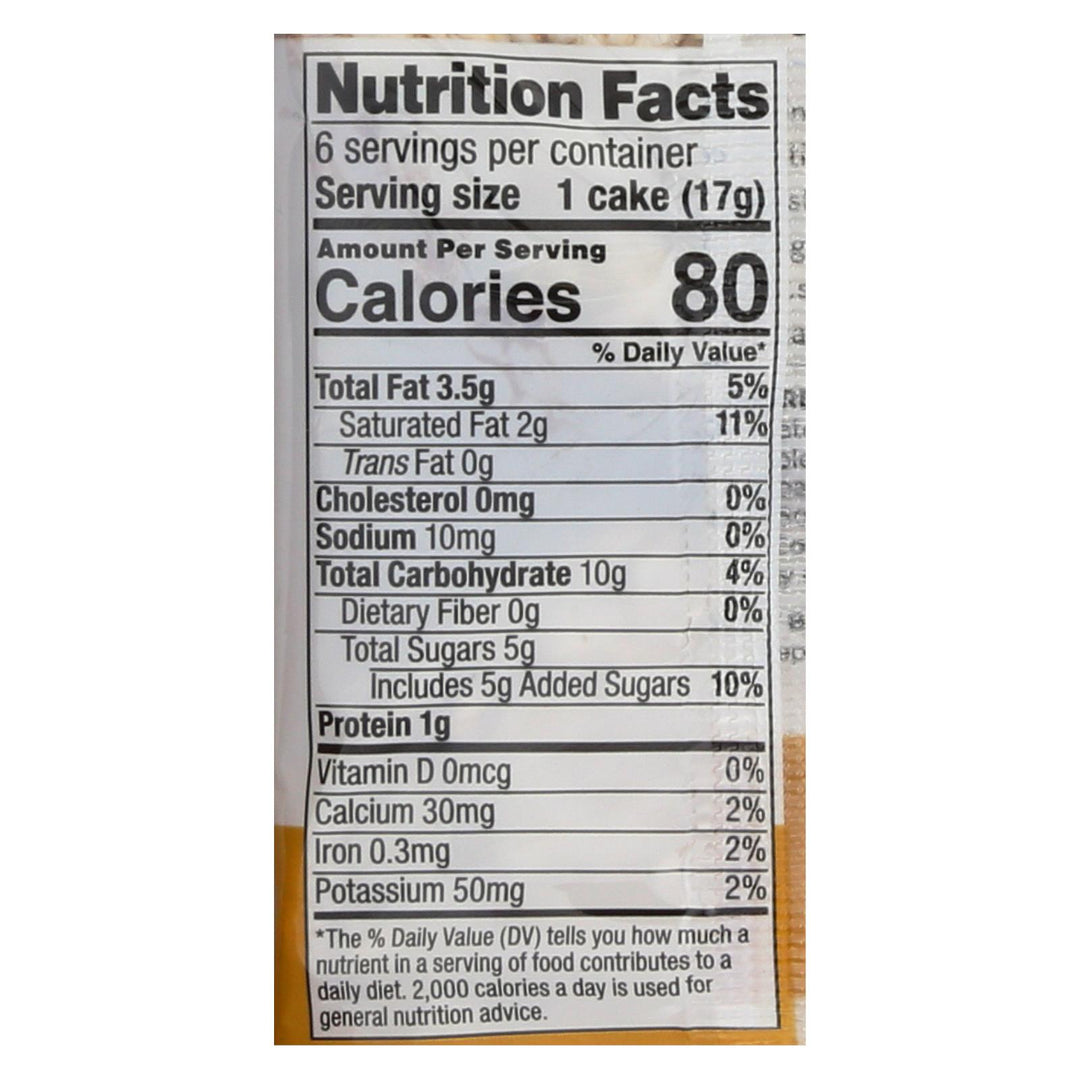 Nutrition Facts
6 servings per container
Serving size 1 cake (17g)
Amount Per Serving
Calories 80
% Daily Value*
Total Fat 3.5g 5%
Saturated Fat 2g 11%
Trans Fat 0g
Cholesterol 0mg 0%
Sodium 10mg 0%
Total Carbohydrate 10g 4%
Dietary Fiber 0g 0%
Total Sugars 5g
Includes 5g Added Sugars 10%
Protein 1g
Vitamin D 0mcg 0%
Calcium 30mg 2%
Iron 0.3mg 2%
Potassium 50mg 2%
*The % Daily Value (DV) tells you how much a
nutrient in a serving of food contributes to a
daily diet. 2,000 calories a day is used for
general nutrition advice.